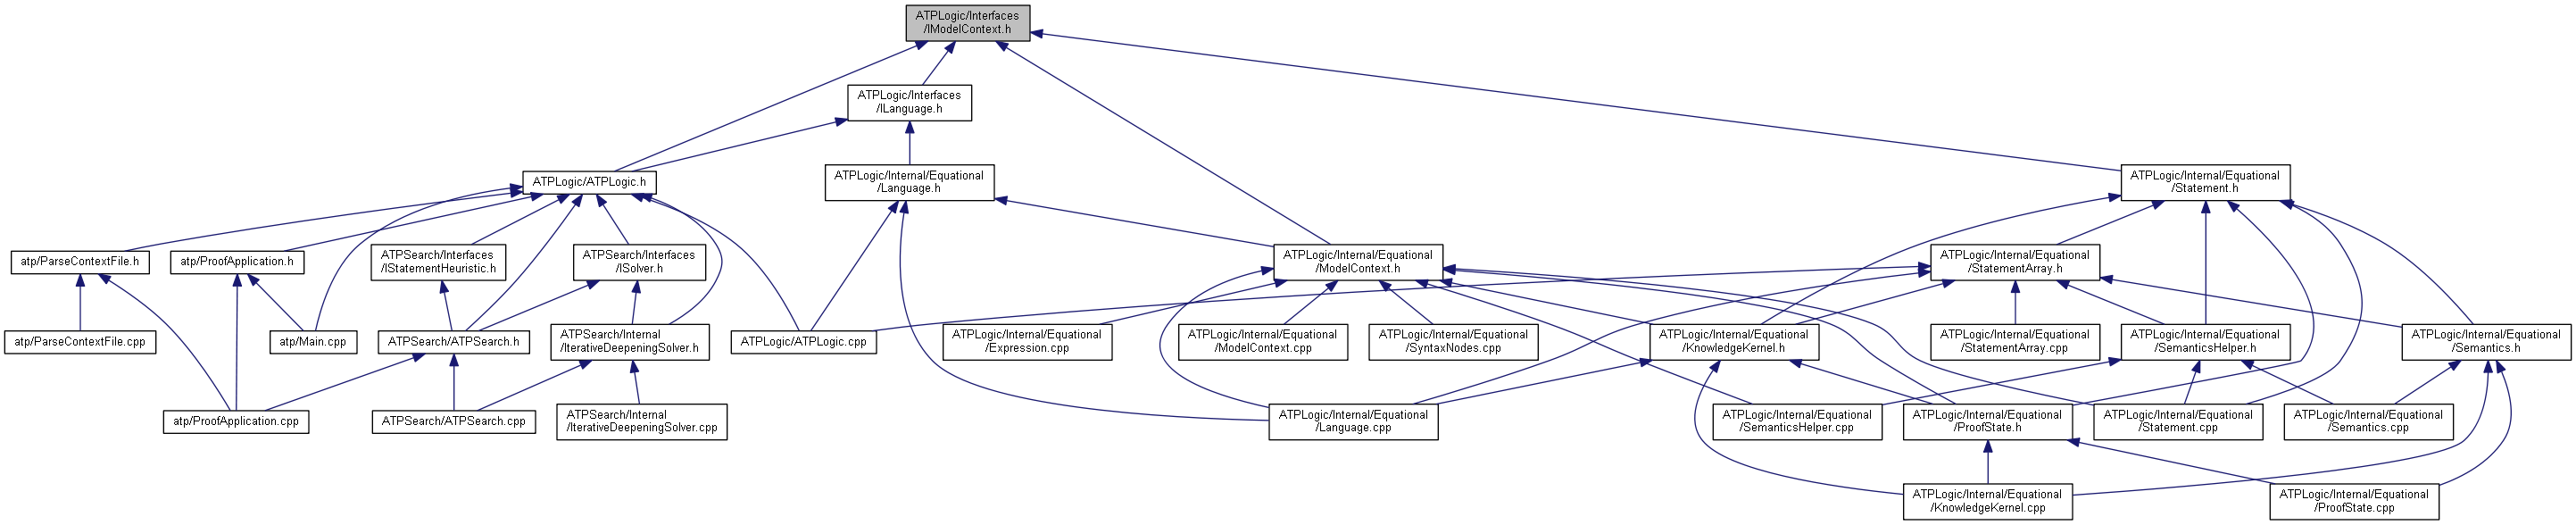 ATPLogic/Interfaces
/IModelContext.h
ATPLogic/Interfaces
/ILanguage.h
ATPLogic/ATPLogic.h
ATPLogic/Internal/Equational
/Language.h
ATPLogic/Internal/Equational
/Statement.h
atp/ParseContextFile.h
atp/ProofApplication.h
ATPSearch/Interfaces
/IStatementHeuristic.h
ATPSearch/Interfaces
/ISolver.h
ATPLogic/Internal/Equational
/ModelContext.h
ATPLogic/Internal/Equational
/StatementArray.h
atp/ParseContextFile.cpp
atp/Main.cpp
ATPSearch/ATPSearch.h
ATPSearch/Internal
/IterativeDeepeningSolver.h
ATPLogic/ATPLogic.cpp
ATPLogic/Internal/Equational
/Expression.cpp
ATPLogic/Internal/Equational
/ModelContext.cpp
ATPLogic/Internal/Equational
/SyntaxNodes.cpp
ATPLogic/Internal/Equational
/KnowledgeKernel.h
ATPLogic/Internal/Equational
/StatementArray.cpp
ATPLogic/Internal/Equational
/SemanticsHelper.h
ATPLogic/Internal/Equational
/Semantics.h
atp/ProofApplication.cpp
ATPSearch/ATPSearch.cpp
ATPSearch/Internal
/IterativeDeepeningSolver.cpp
ATPLogic/Internal/Equational
/Language.cpp
ATPLogic/Internal/Equational
/SemanticsHelper.cpp
ATPLogic/Internal/Equational
/ProofState.h
ATPLogic/Internal/Equational
/Statement.cpp
ATPLogic/Internal/Equational
/Semantics.cpp
ATPLogic/Internal/Equational
/KnowledgeKernel.cpp
ATPLogic/Internal/Equational
/ProofState.cpp